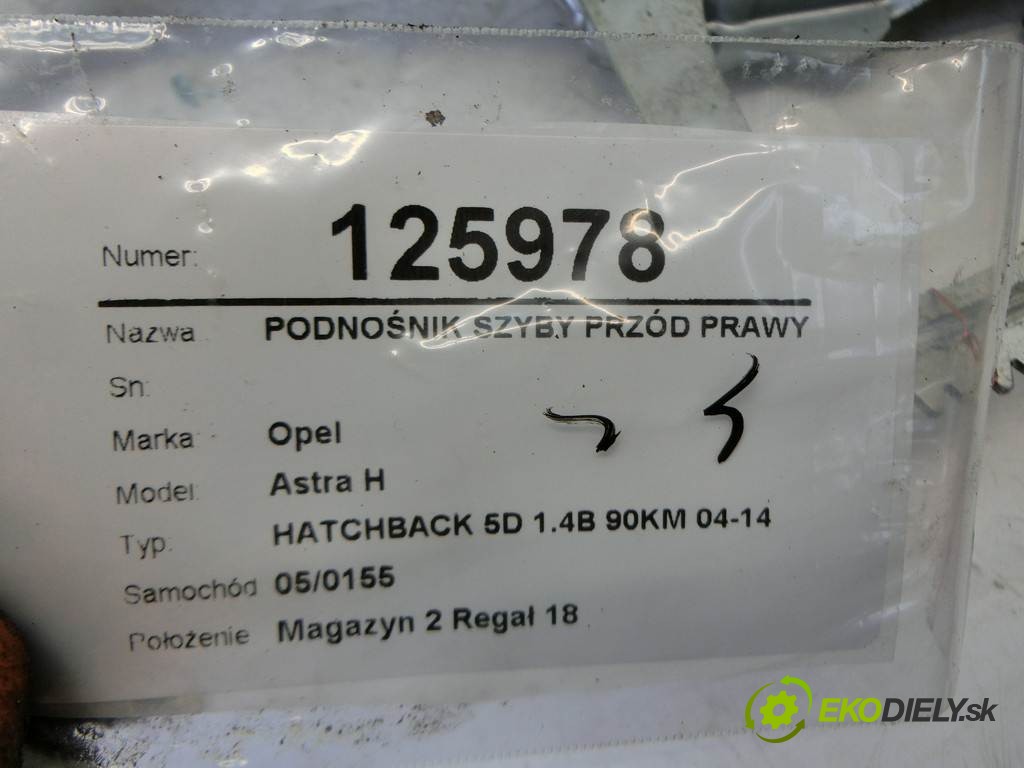 Numer: 125978
Nazwa PODNOŚNIK SZYBY PRZÓD PRAWY
Sn:
Marka Opel
Model: Astra H
Typ: HATCHBACK 5D 1.4B 90KM 04-14
Samochód 05/0155
Położenie Magazyn 2 Regał 18
EKODIELY.sk